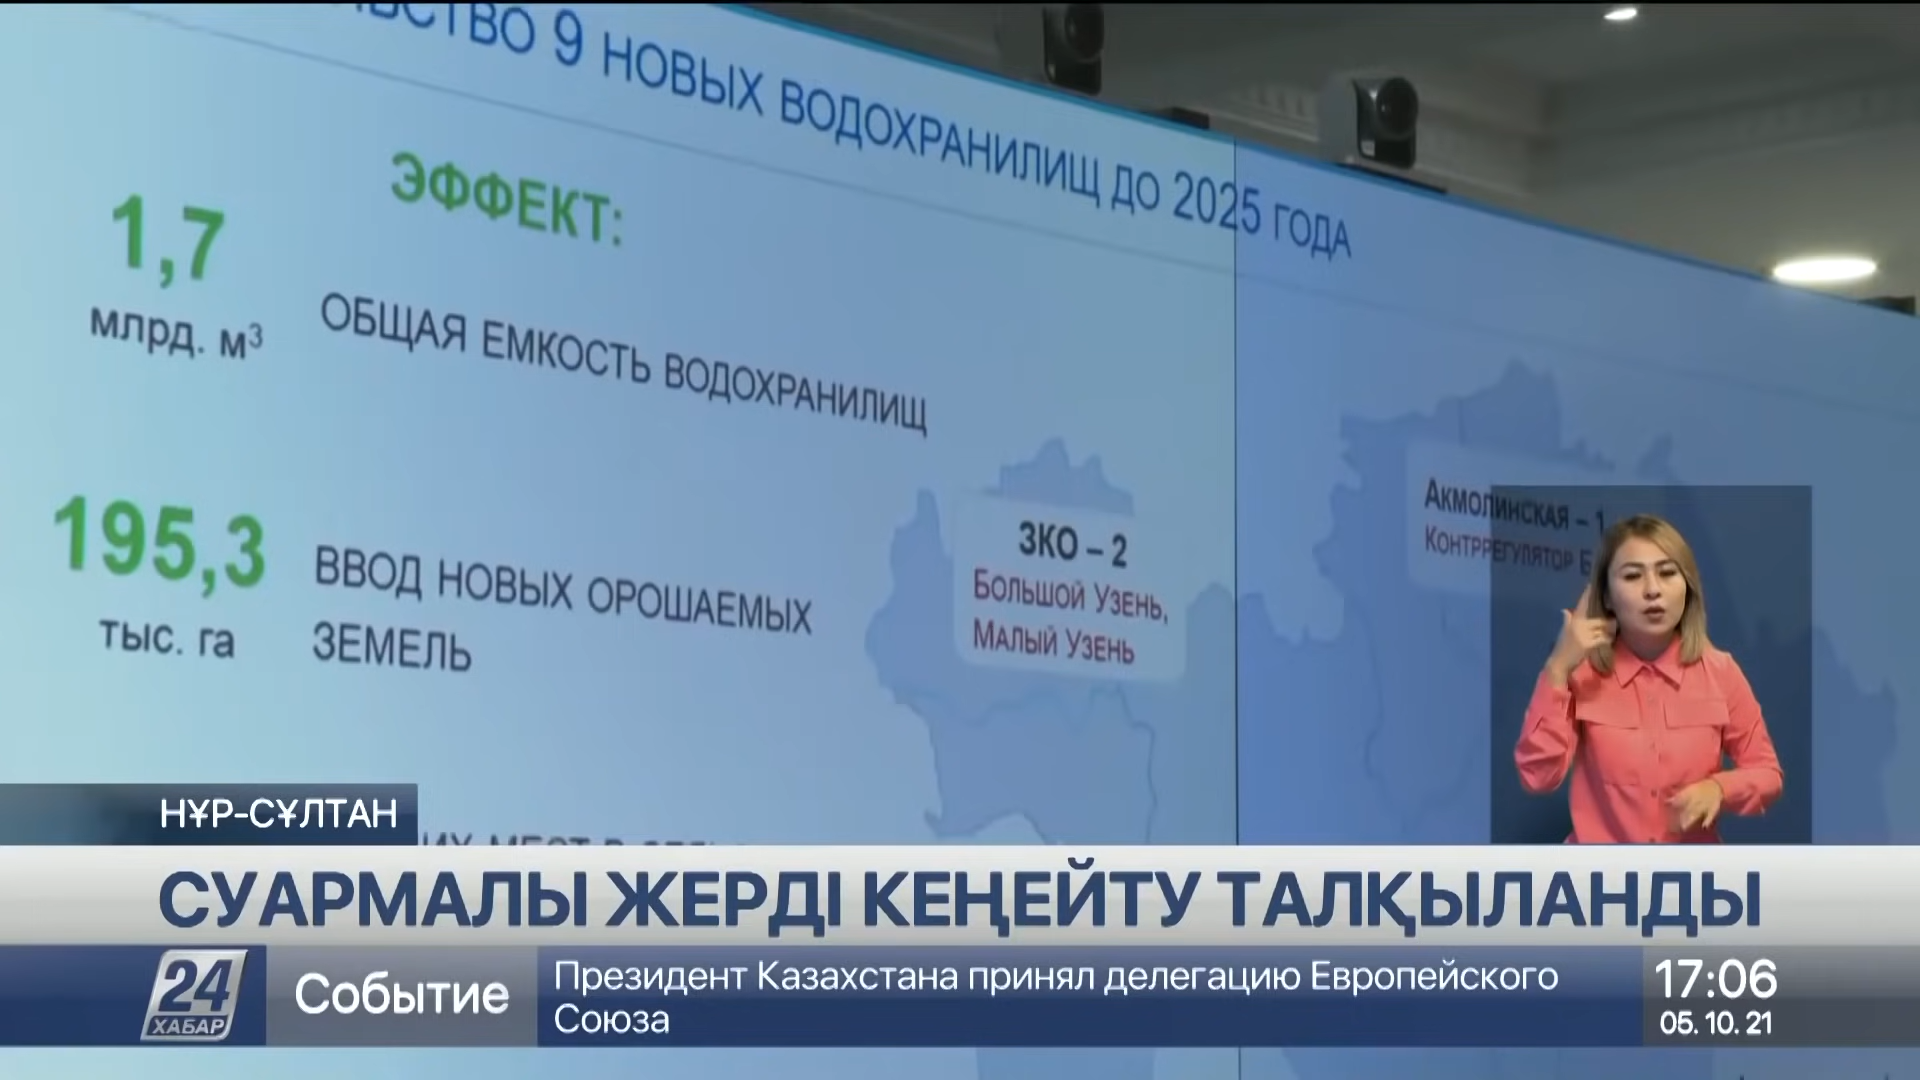 9 НОВЫХ ВОДОХРАНИЛИЩ ДО 2025 ГОДА
ЭФФЕКТ:
1,7
млрд. м³
ОБЩАЯ ЕМКОСТЬ ВОДОХРАНИЛИЩ
195,3
тыс. га
ВВОД НОВЫХ ОРОШАЕМЫХ
ЗЕМЕЛЬ
ЗКО – 2
БОЛЬШОЙ УЗЕНЬ,
МАЛЫЙ УЗЕНЬ
АКМОЛИНСКАЯ – 1
КОНТРРЕГУЛЯТОР
НҰР-СҰЛТАН
СУАРМАЛЫ ЖЕРДІ КЕҢЕЙТУ ТАЛҚЫЛАНДЫ
24
ХАБАР
Событие
Президент Казахстана принял делегацию Европейского
Союза
17:06
05. 10. 21